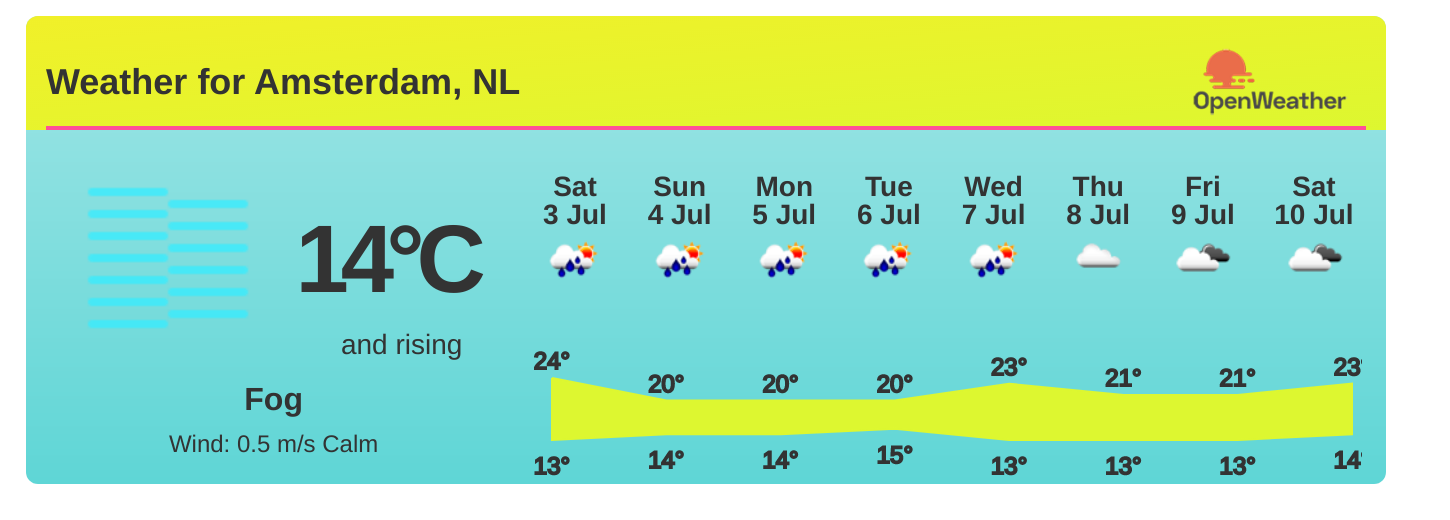 Weather for Amsterdam, NL
OpenWeather
14°C
and rising
Fog
Wind: 0.5 m/s Calm
Sat Sun Mon Tue Wed Thu Fri Sat
3 Jul 4 Jul 5 Jul 6 Jul 7 Jul 8 Jul 9 Jul 10 Jul
24° 20° 20° 20° 23° 21° 21° 23°
13° 14° 14° 15° 13° 13° 13° 14°